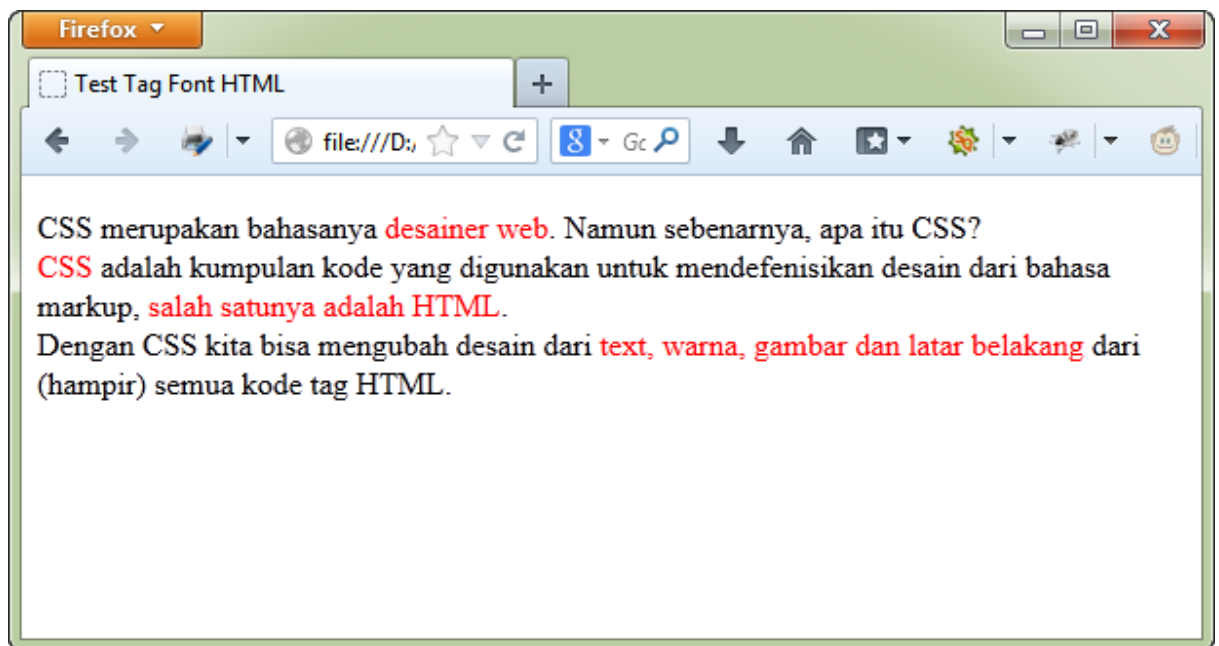 Firefox
Test Tag Font HTML
file:///D:/
Gc
CSS merupakan bahasanya desainer web. Namun sebenarnya, apa itu CSS?
CSS adalah kumpulan kode yang digunakan untuk mendefenisikan desain dari bahasa
markup, salah satunya adalah HTML.
Dengan CSS kita bisa mengubah desain dari text, warna, gambar dan latar belakang dari
(hampir) semua kode tag HTML.